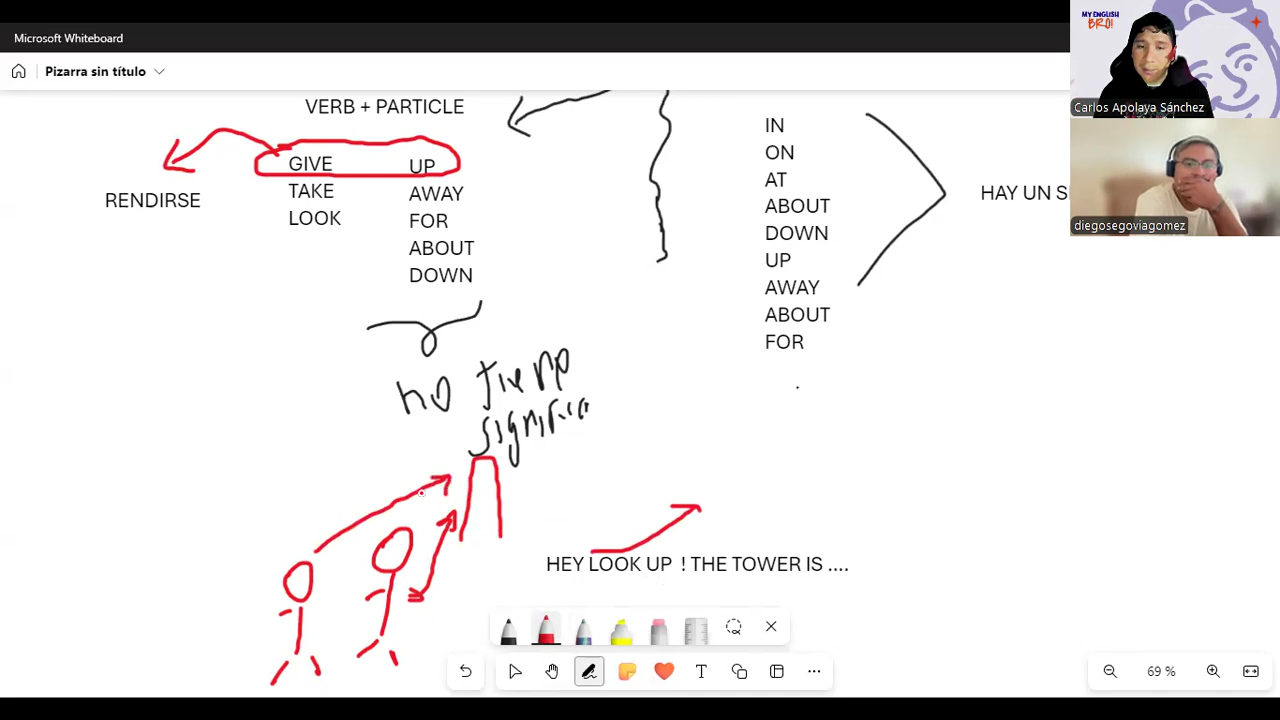 Microsoft Whiteboard
Pizarra sin título
MY ENGLISH
BRO!
Carlos Apolaya Sánchez
diegosegoviagomez
VERB + PARTICLE
GIVE UP
TAKE AWAY
LOOK FOR
ABOUT
DOWN
RENDIRSE
IN
ON
AT
ABOUT
DOWN
UP
AWAY
ABOUT
FOR
HAY UN S
no
HEY LOOK UP ! THE TOWER IS ....
T
69 %